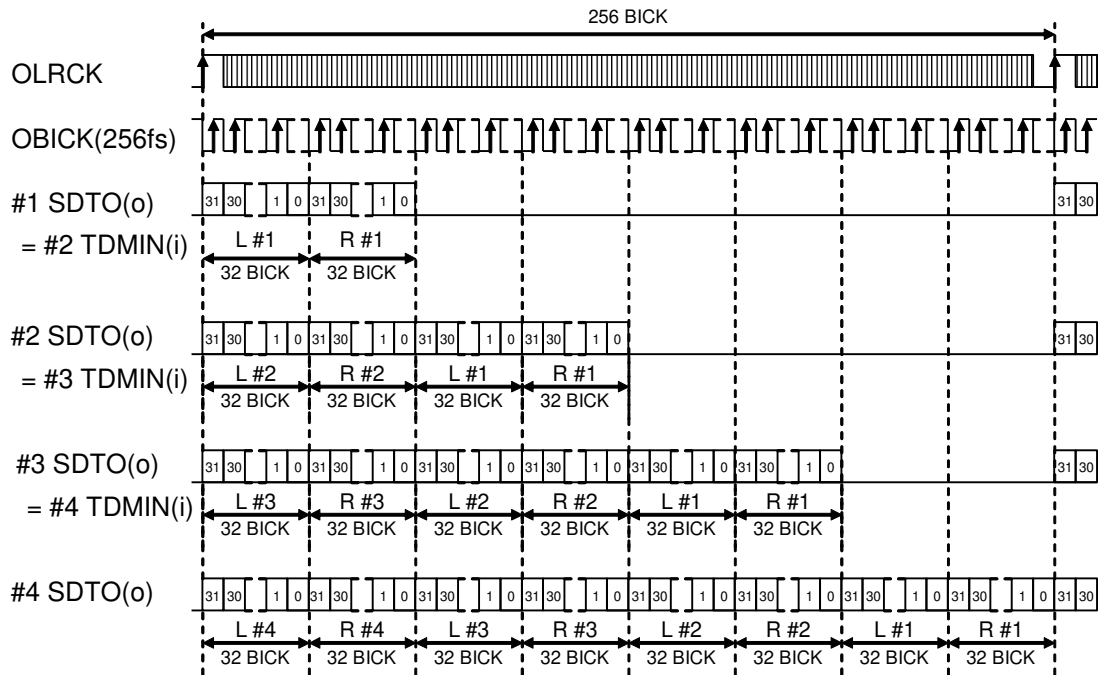 256 BICK
OLRCK
OBICK(256fs)
#1 SDTO(o) 31 30 1 0 31 30 1 0 31 30
= #2 TDMIN(i) L #1 R #1
32 BICK 32 BICK
#2 SDTO(o) 31 30 1 0 31 30 1 0 31 30 1 0 31 30 1 0 31 30
= #3 TDMIN(i) L #2 R #2 L #1 R #1
32 BICK 32 BICK 32 BICK 32 BICK
#3 SDTO(o) 31 30 1 0 31 30 1 0 31 30 1 0 31 30 1 0 31 30 1 0 31 30 1 0 31 30
= #4 TDMIN(i) L #3 R #3 L #2 R #2 L #1 R #1
32 BICK 32 BICK 32 BICK 32 BICK 32 BICK 32 BICK
#4 SDTO(o) 31 30 1 0 31 30 1 0 31 30 1 0 31 30 1 0 31 30 1 0 31 30 1 0 31 30 1 0 31 30 1 0 31 30
L #4 R #4 L #3 R #3 L #2 R #2 L #1 R #1
32 BICK 32 BICK 32 BICK 32 BICK 32 BICK 32 BICK 32 BICK 32 BICK